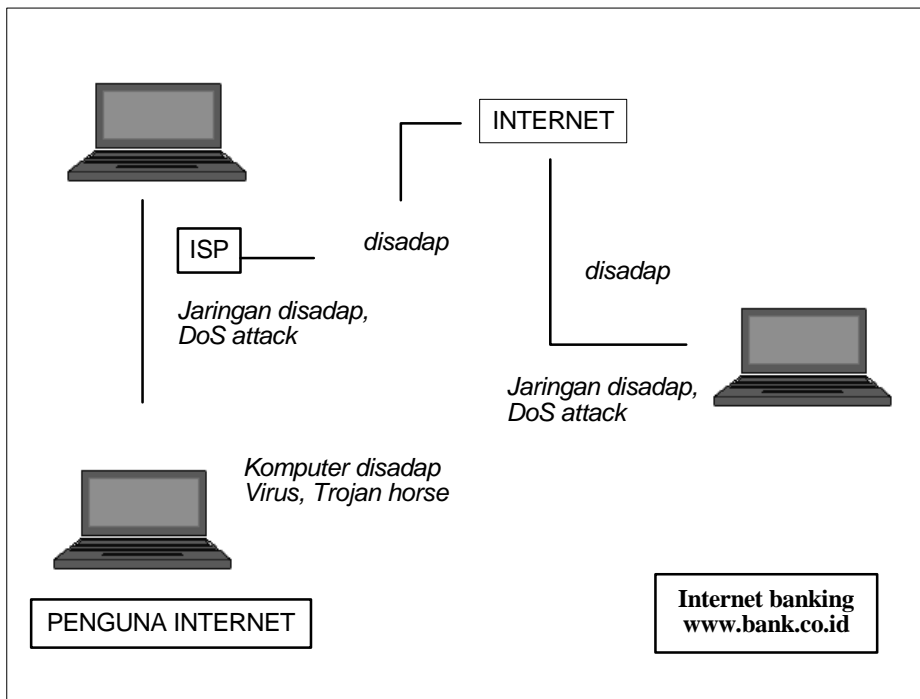 INTERNET
ISP
disadap
disadap
Jaringan disadap,
DoS attack
Jaringan disadap,
DoS attack
Komputer disadap
Virus, Trojan horse
PENGUNA INTERNET
Internet banking
www.bank.co.id